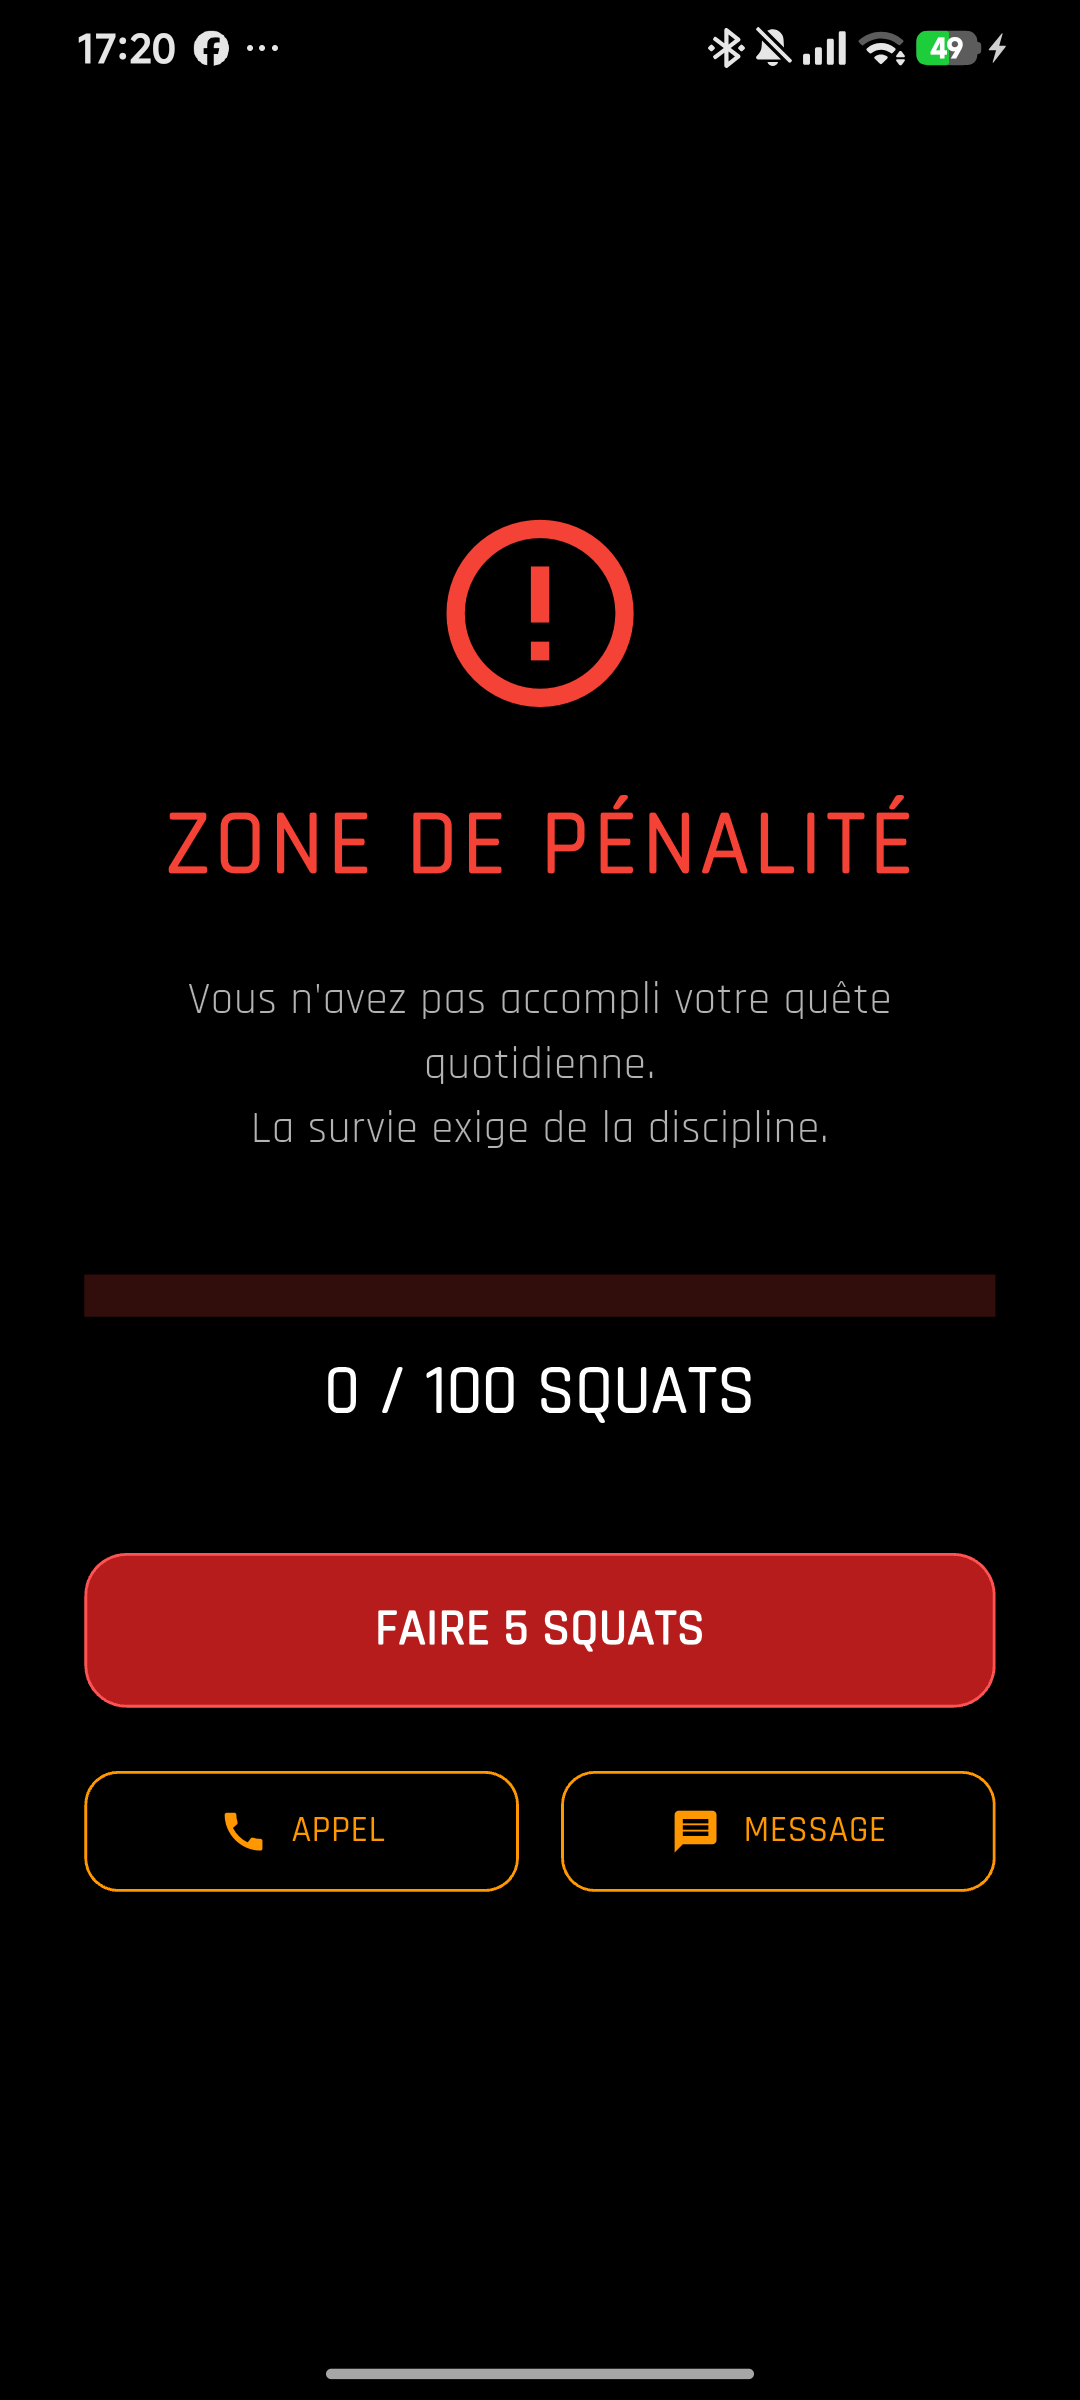 17:20
49
ZONE DE PÉNALITÉ
Vous n'avez pas accompli votre quête
quotidienne.
La survie exige de la discipline.
0 / 100 SQUATS
FAIRE 5 SQUATS
APPEL
MESSAGE